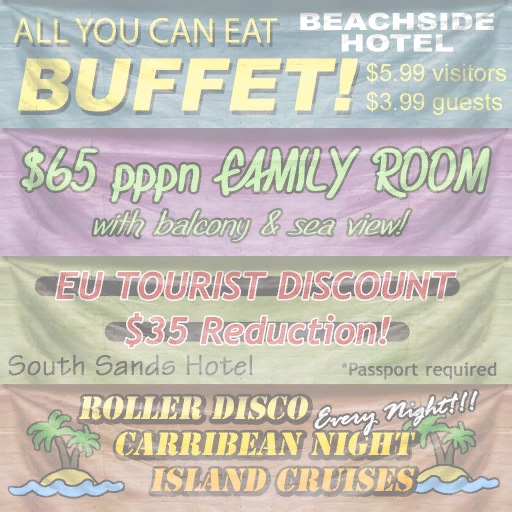 ALL YOU CAN EAT
BEACHSIDE
HOTEL
BUFFET!
$5.99 visitors
$3.99 guests
$65 pppn FAMILY ROOM
with balcony & sea view!
EU TOURIST DISCOUNT
$35 Reduction!
South Sands Hotel
*Passport required
ROLLER DISCO
Every Night!!!
CARRIBEAN NIGHT
ISLAND CRUISES